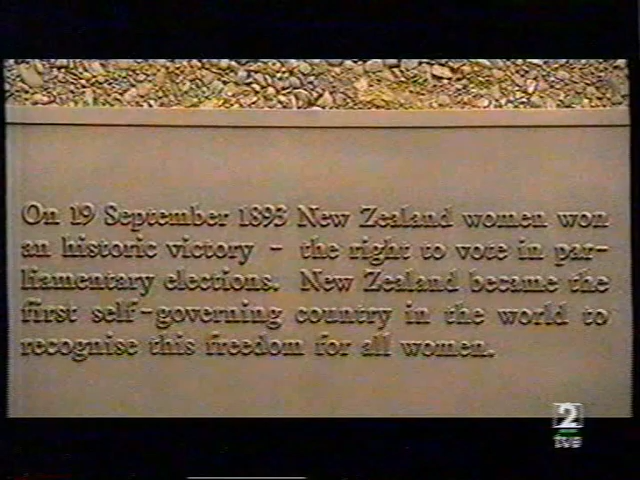 On 19 September 1893 New Zealand women won
an historic victory - the right to vote in par-
liamentary elections. New Zealand became the
first self-governing country in the world to
recognise this freedom for all women.
2
tve